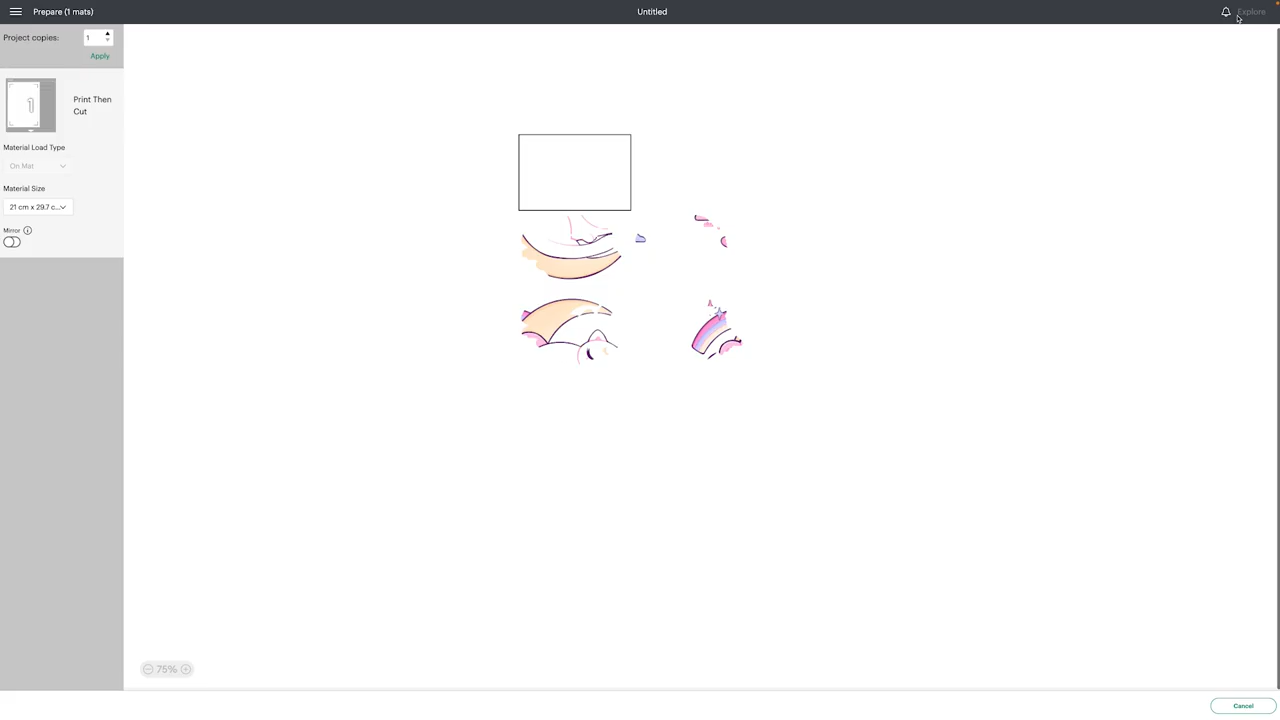 Prepare (1 mats)
Untitled
Explore
Project copies:
1
Apply
Print Then
Cut
Material Load Type
On Mat
Material Size
21 cm x 29.7 c...
Mirror
75%
Cancel